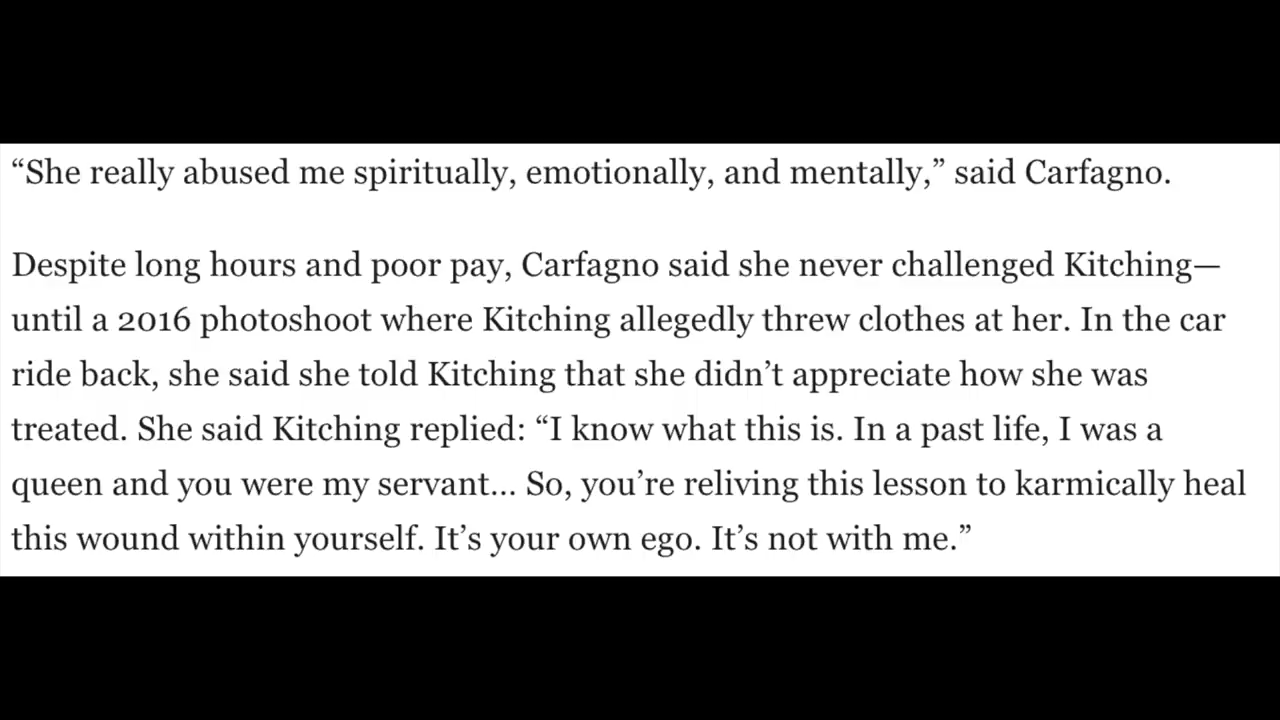 “She really abused me spiritually, emotionally, and mentally,” said Carfagno.
Despite long hours and poor pay, Carfagno said she never challenged Kitching—
until a 2016 photoshoot where Kitching allegedly threw clothes at her. In the car
ride back, she said she told Kitching that she didn’t appreciate how she was
treated. She said Kitching replied: “I know what this is. In a past life, I was a
queen and you were my servant... So, you’re reliving this lesson to karmically heal
this wound within yourself. It’s your own ego. It’s not with me.”